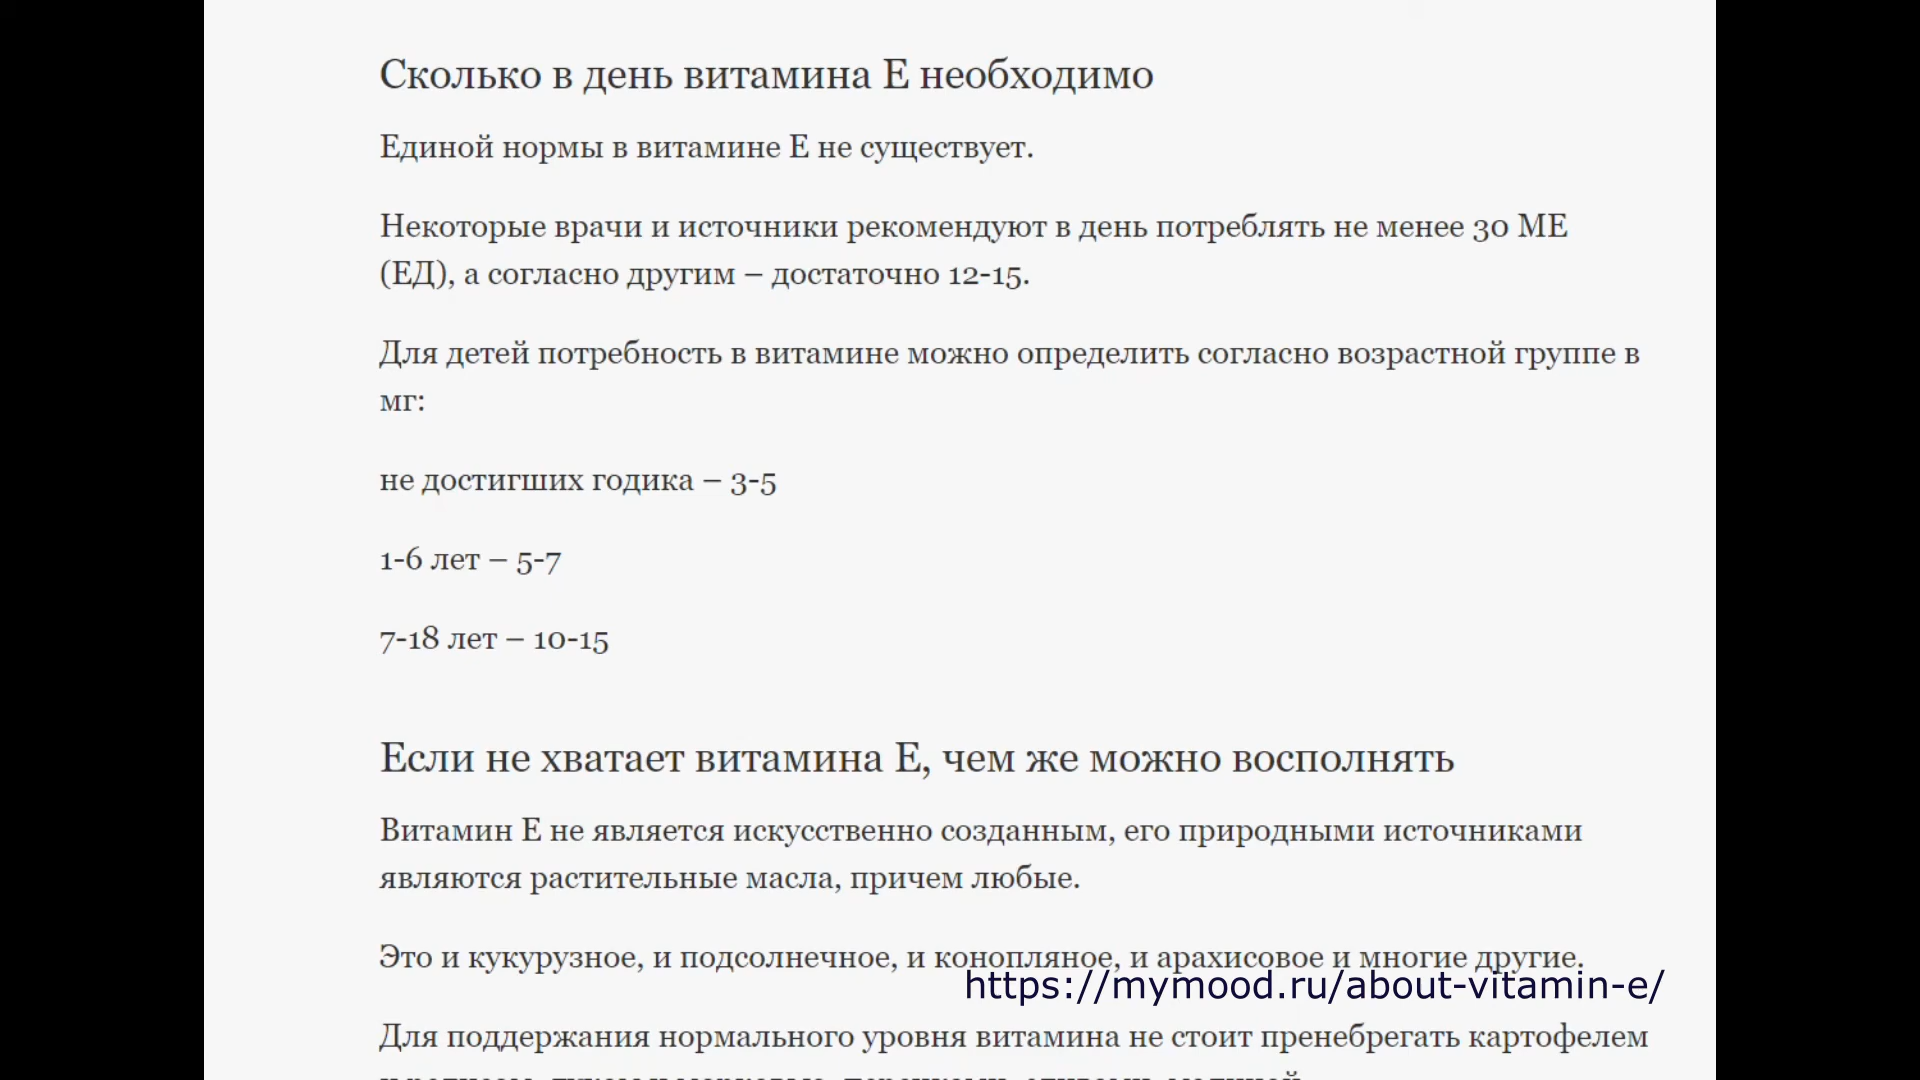 Сколько в день витамина Е необходимо
Единой нормы в витамине Е не существует.
Некоторые врачи и источники рекомендуют в день потреблять не менее 30 МЕ
(ЕД), а согласно другим – достаточно 12-15.
Для детей потребность в витамине можно определить согласно возрастной группе в
мг:
не достигших годика – 3-5
1-6 лет – 5-7
7-18 лет – 10-15
Если не хватает витамина Е, чем же можно восполнять
Витамин Е не является искусственно созданным, его природными источниками
являются растительные масла, причем любые.
Это и кукурузное, и подсолнечное, и конопляное, и арахисовое и многие другие.
https://mymood.ru/about-vitamin-e/
Для поддержания нормального уровня витамина не стоит пренебрегать картофелем